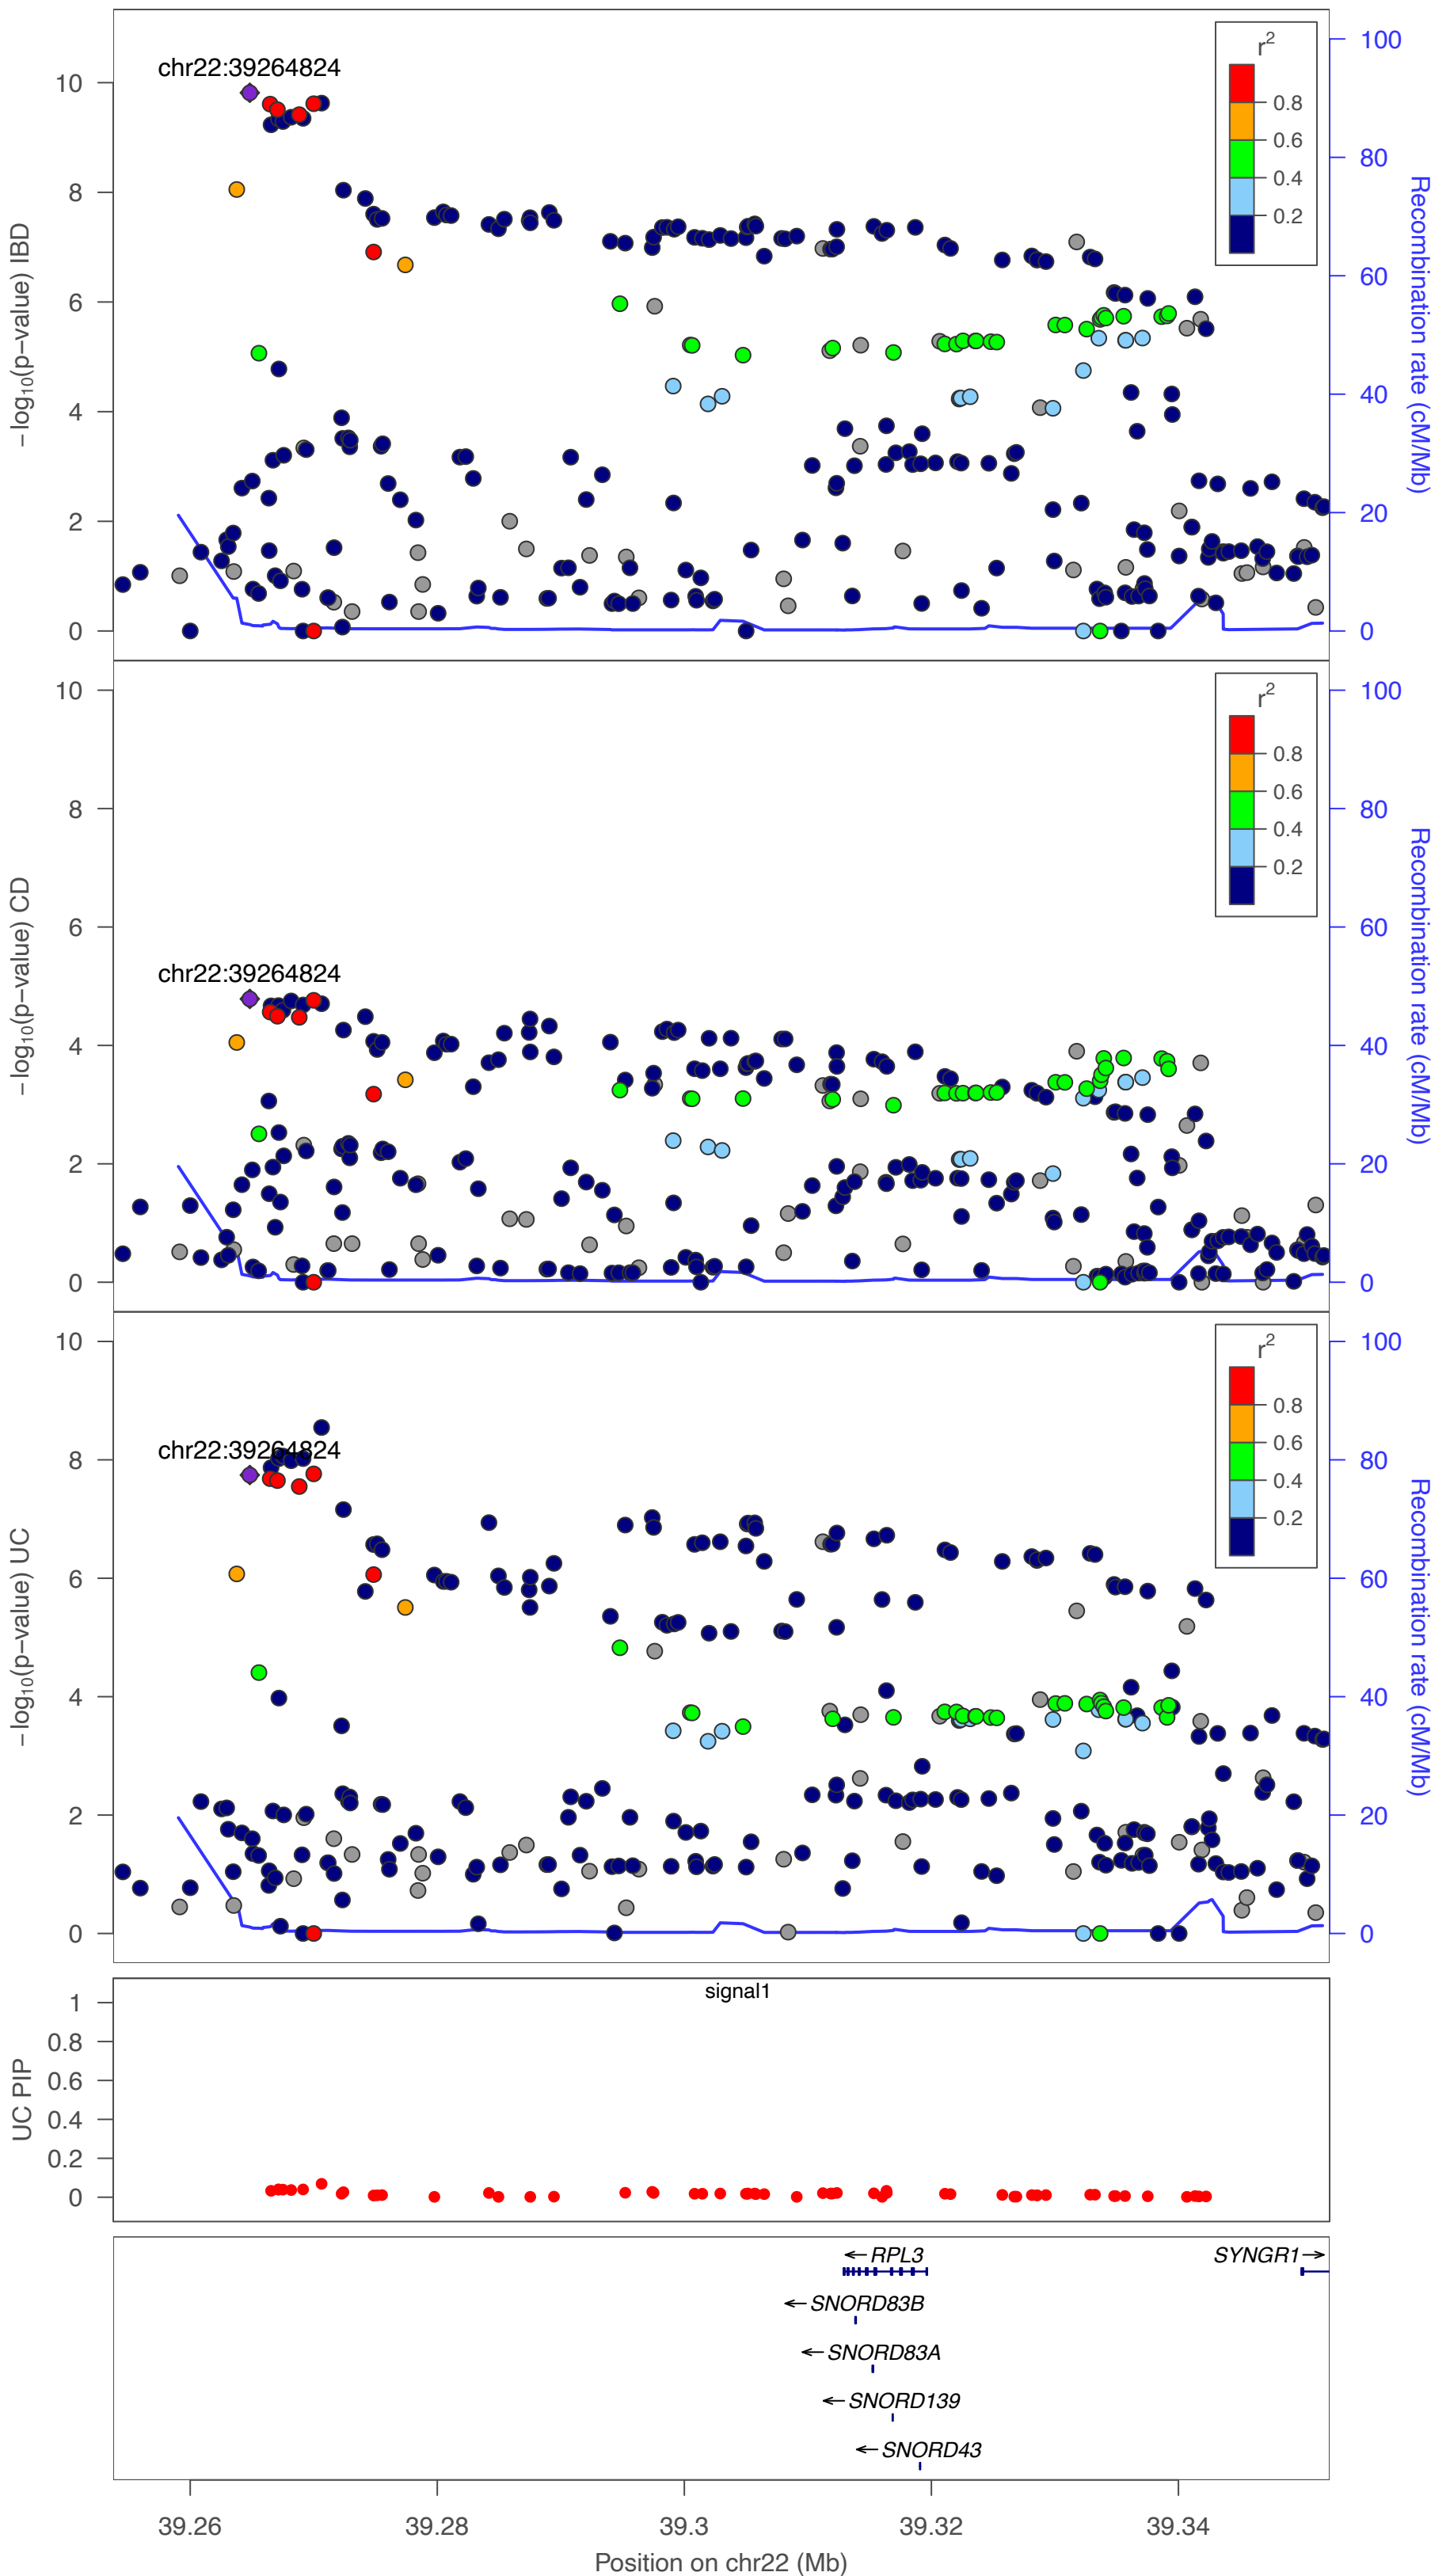 chr22:39264824
r2
0.8
0.6
0.4
0.2
10
8
6
4
2
0
−log10(p−value) IBD
100
80
60
40
20
0
Recombination rate (cM/Mb)
chr22:39264824
r2
0.8
0.6
0.4
0.2
10
8
6
4
2
0
−log10(p−value) CD
100
80
60
40
20
0
Recombination rate (cM/Mb)
chr22:39264824
r2
0.8
0.6
0.4
0.2
10
8
6
4
2
0
−log10(p−value) UC
100
80
60
40
20
0
Recombination rate (cM/Mb)
signal1
1
0.8
0.6
0.4
0.2
0
UC PIP
←RPL3
SYNGR1→
←SNORD83B
←SNORD83A
←SNORD139
←SNORD43
39.26 39.28 39.3 39.32 39.34
Position on chr22 (Mb)